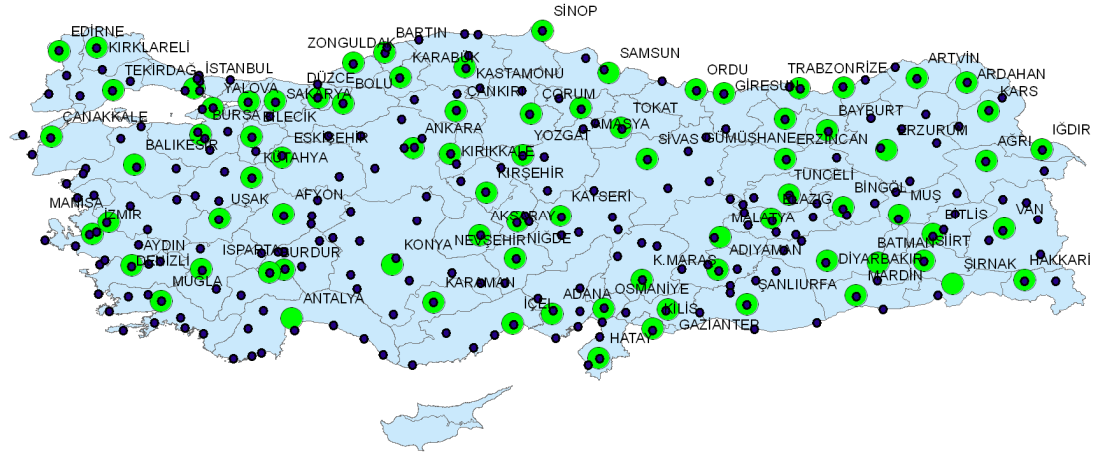 SİNOP
EDİRNE
KIRKLARELİ
BARTIN
ZONGULDAK
KARABÜK
SAMSUN
TEKİRDAĞ
İSTANBUL
KASTAMONU
ORDU
TRABZON
RİZE
ARTVİN
ARDAHAN
DÜZCE
BOLU
YALOVA
SAKARYA
ÇANKIRI
ÇORUM
GİRESUN
KARS
ÇANAKKALE
BURSA
BİLECİK
TOKAT
BAYBURT
AMASYA
ANKARA
ESKİŞEHİR
YOZGAT
SİVAS
GÜMÜŞHANE
ERZİNCAN
ERZURUM
IĞDIR
BALIKESİR
KÜTAHYA
KIRIKKALE
AĞRI
KIRŞEHİR
TUNCELİ
MANİSA
UŞAK
AFYON
KAYSERİ
ELAZIĞ
BİNGÖL
MUŞ
İZMİR
AKSARAY
MALATYA
BİTLİS
VAN
AYDIN
ISPARTA
BURDUR
KONYA
NEVŞEHİR
NİĞDE
ADIYAMAN
BATMAN
SİİRT
DENİZLİ
K.MARAŞ
DİYARBAKIR
HAKKARİ
MUĞLA
KARAMAN
OSMANİYE
ŞANLIURFA
MARDİN
ŞIRNAK
ANTALYA
İÇEL
ADANA
KİLİS
GAZİANTEP
HATAY